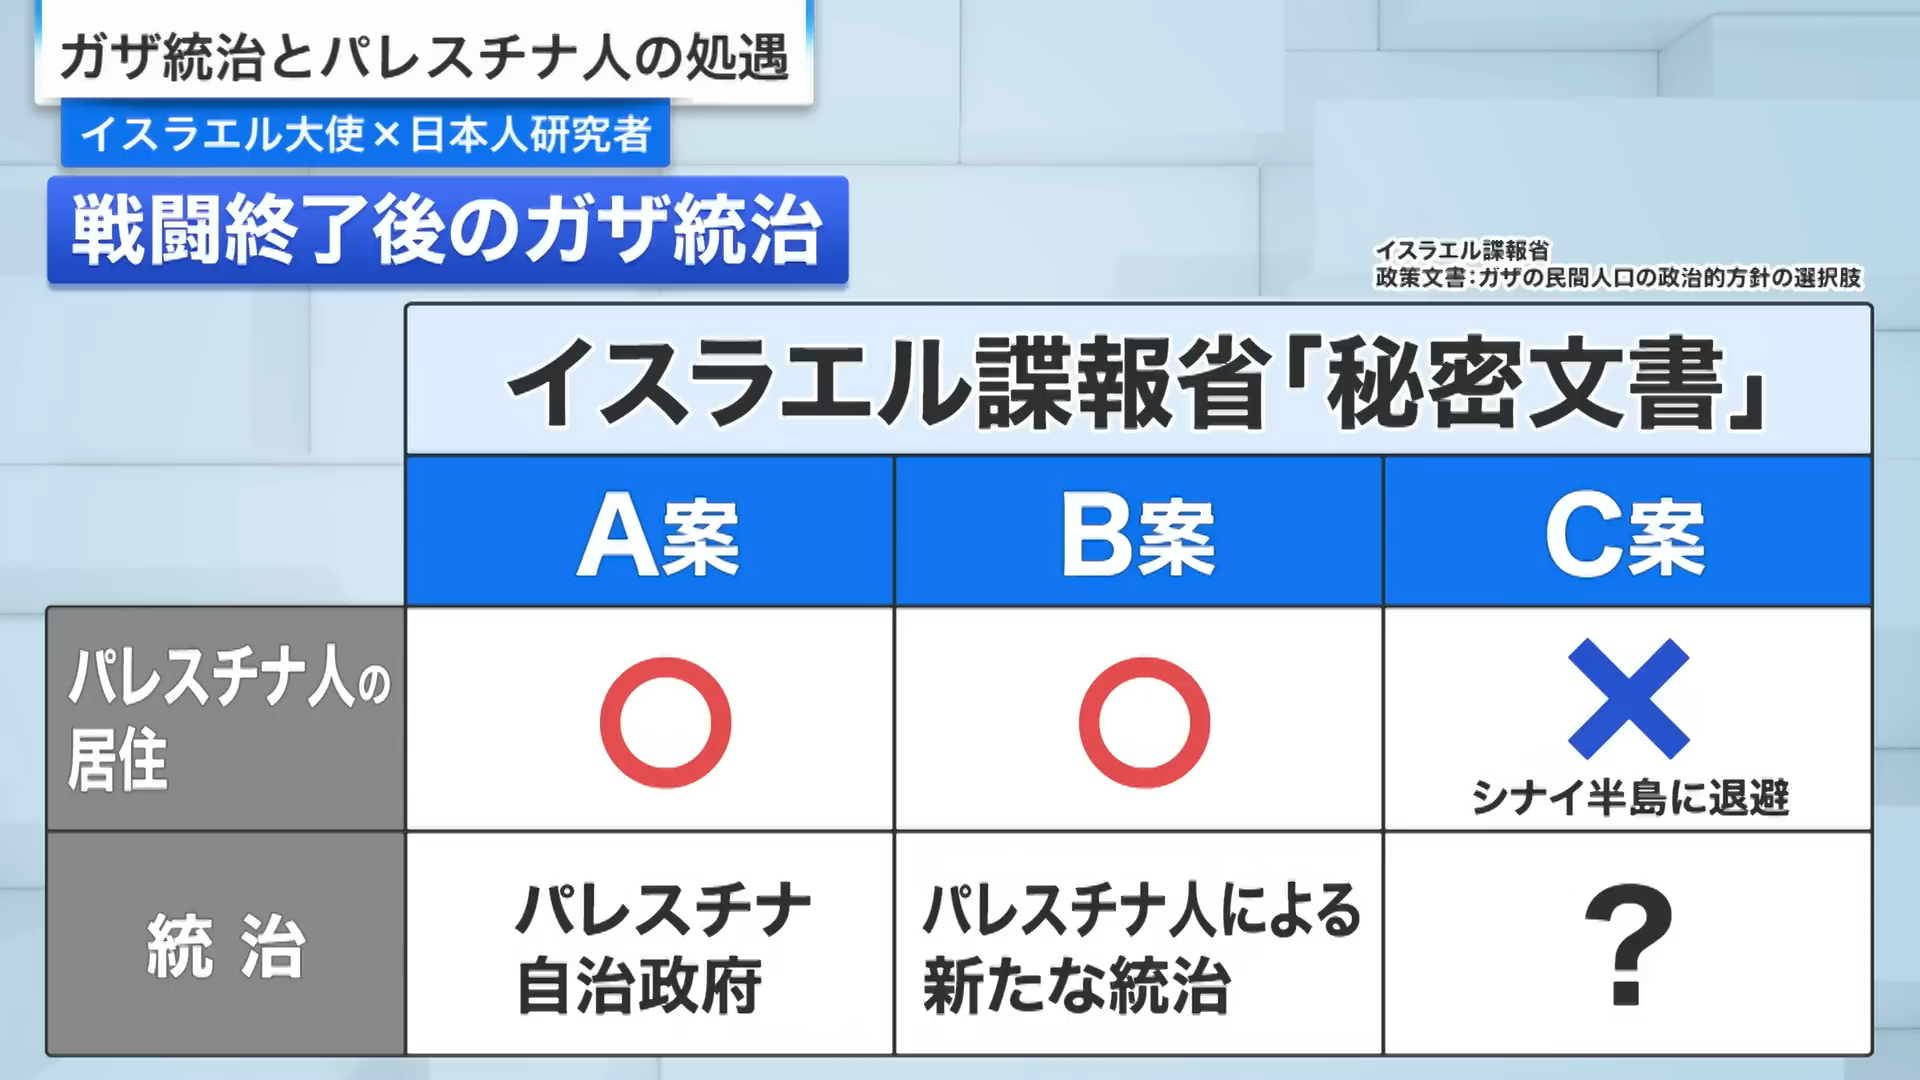 ガザ統治とパレスチナ人の処遇
イスラエル大使×日本人研究者
戦闘終了後のガザ統治
イスラエル諜報省
政策文書:ガザの民間人口の政治的方針の選択肢
イスラエル諜報省「秘密文書」
A案
B案
C案
パレスチナ人の
居住
シナイ半島に退避
統治
パレスチナ
自治政府
パレスチナ人による
新たな統治
?